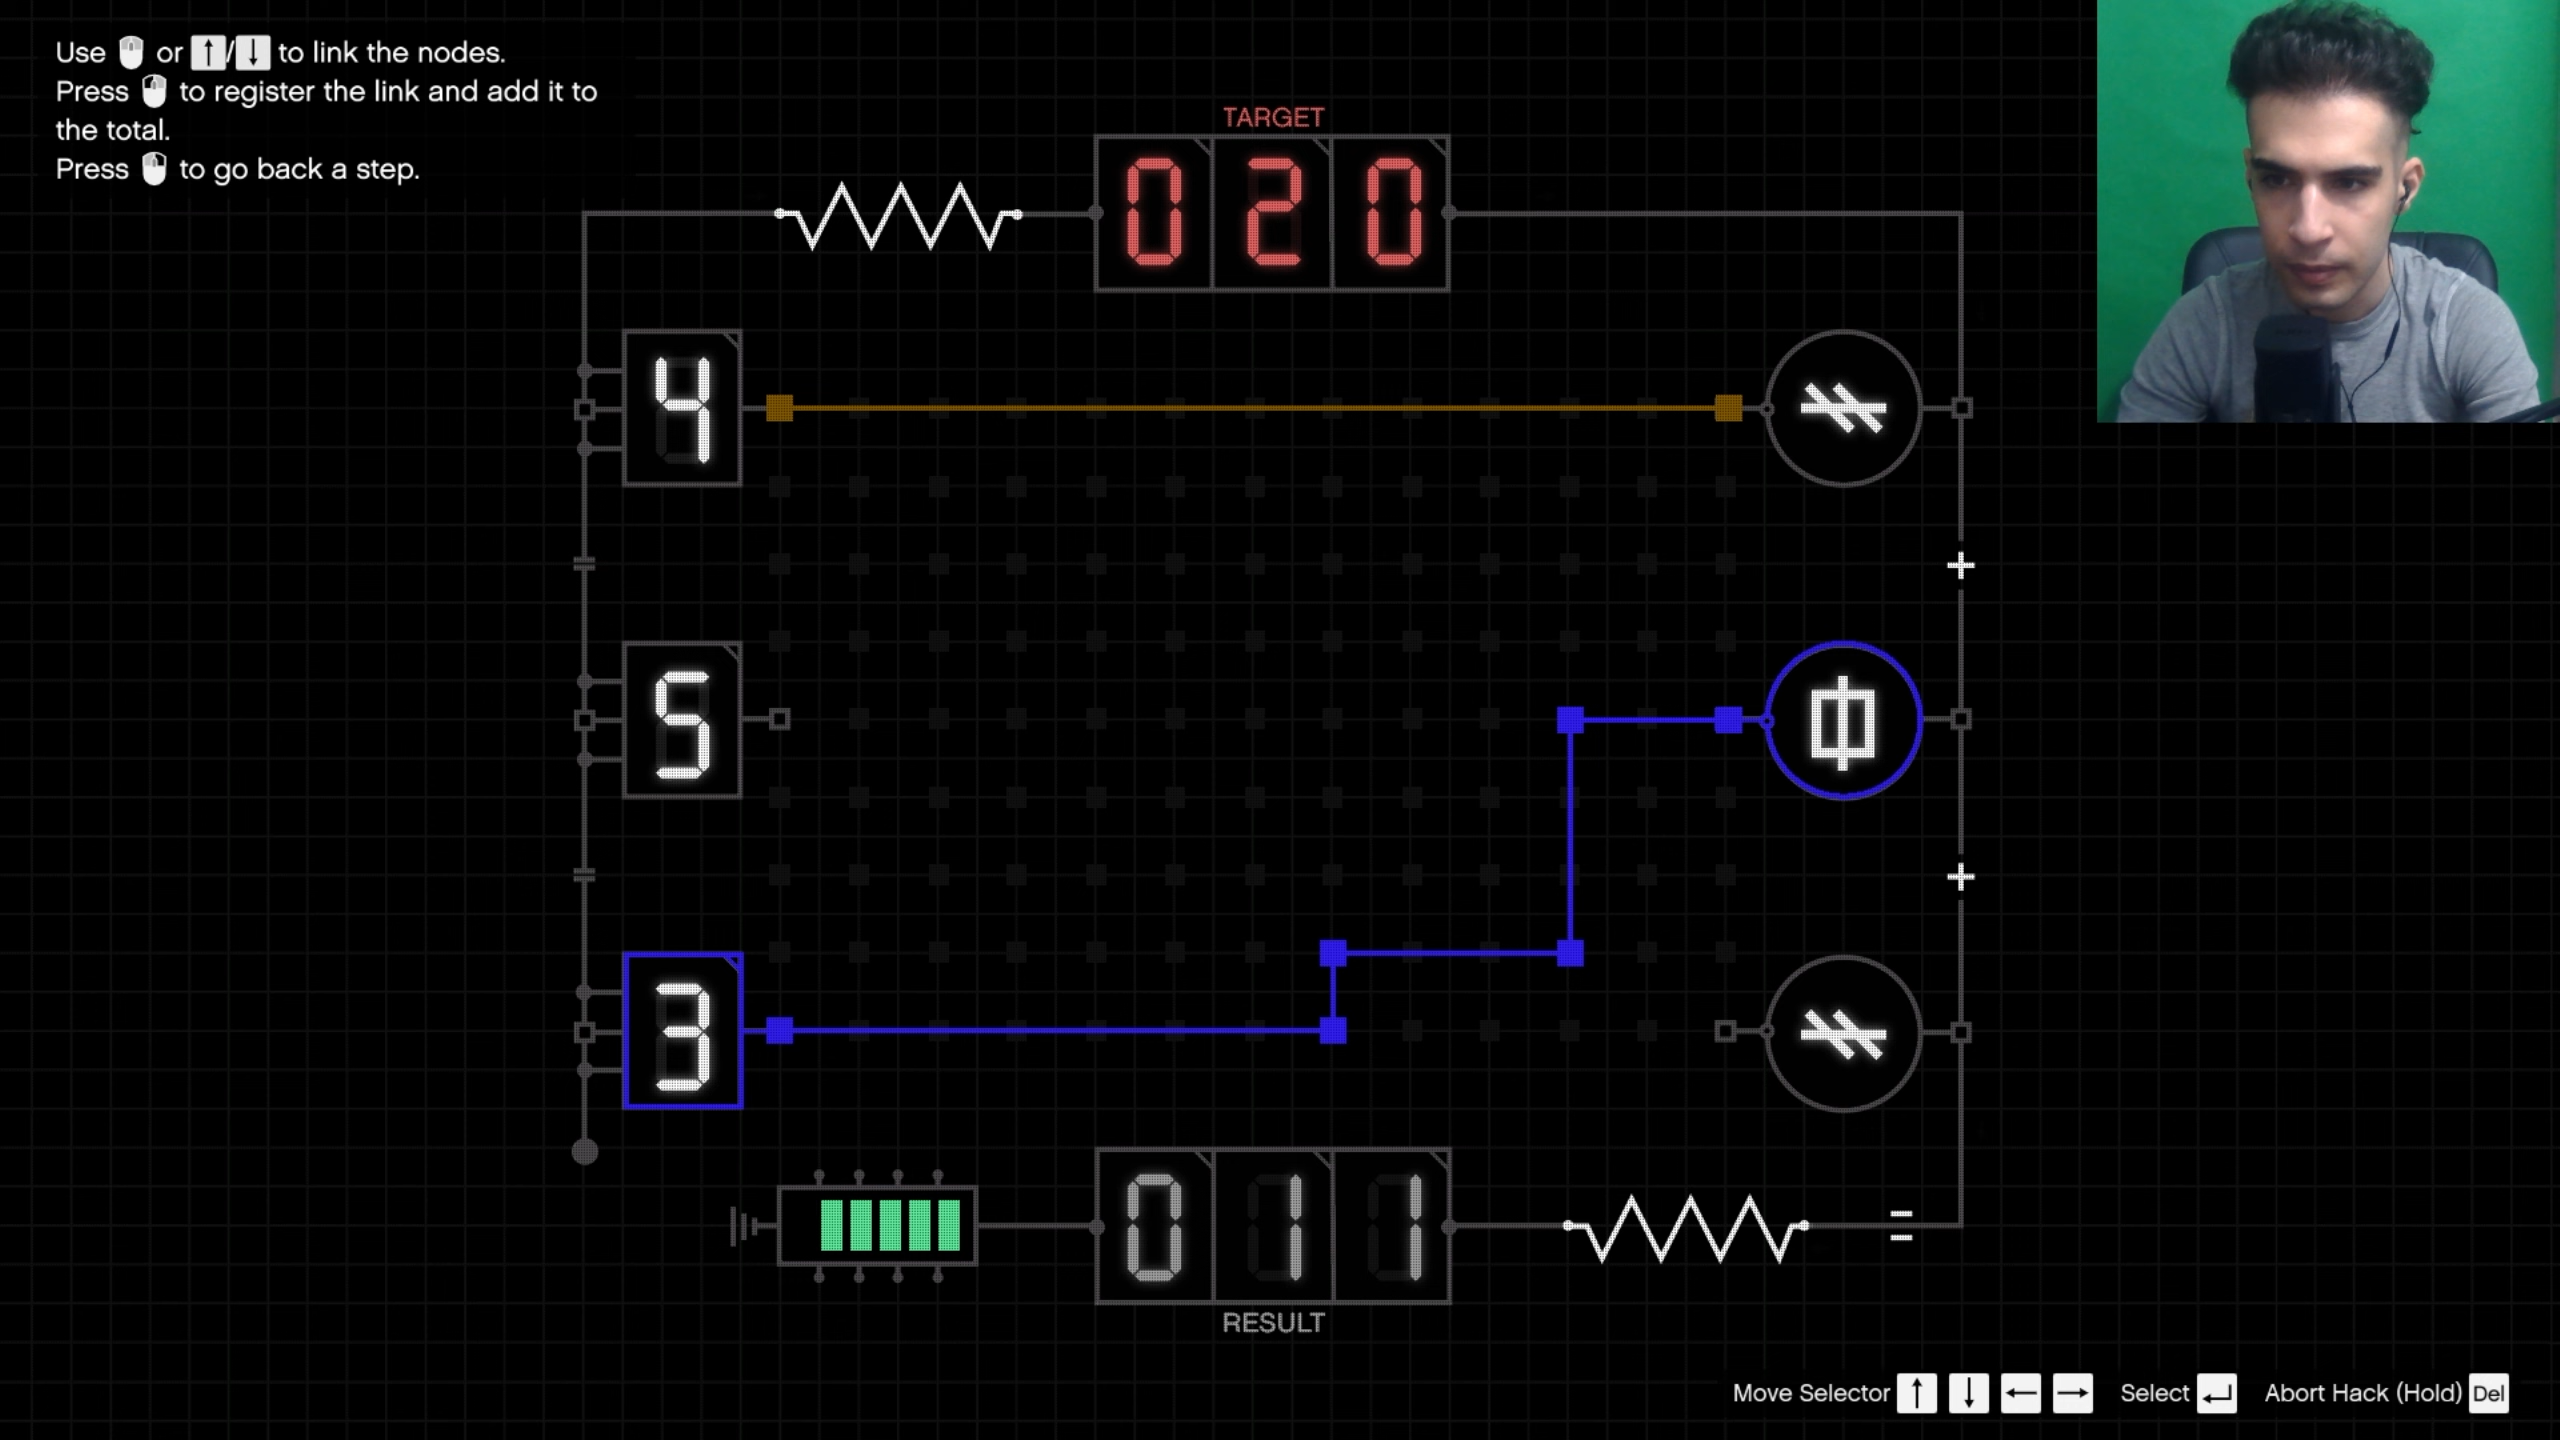 Use or ↑/↓ to link the nodes.
Press to register the link and add it to
the total.
Press to go back a step.
TARGET
020
4
5
3
+
+
011
=
RESULT
Move Selector ↑ ↓ ← → Select ↵ Abort Hack (Hold) Del